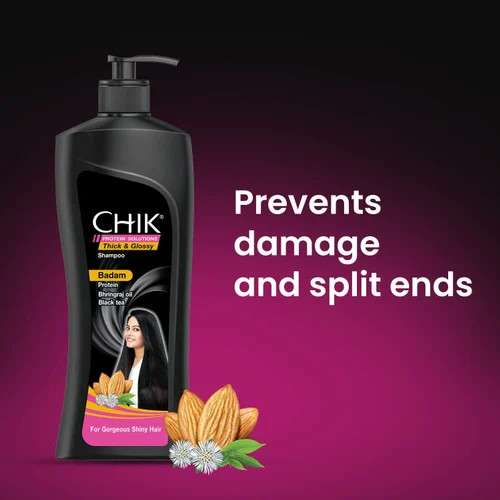 CHIK®
PROTEIN SOLUTIONS
Thick & Glossy
Shampoo
Badam
Protein
Bhringraj oil
Black tea
For Gorgeous Shiny Hair
Prevents
damage
and split ends